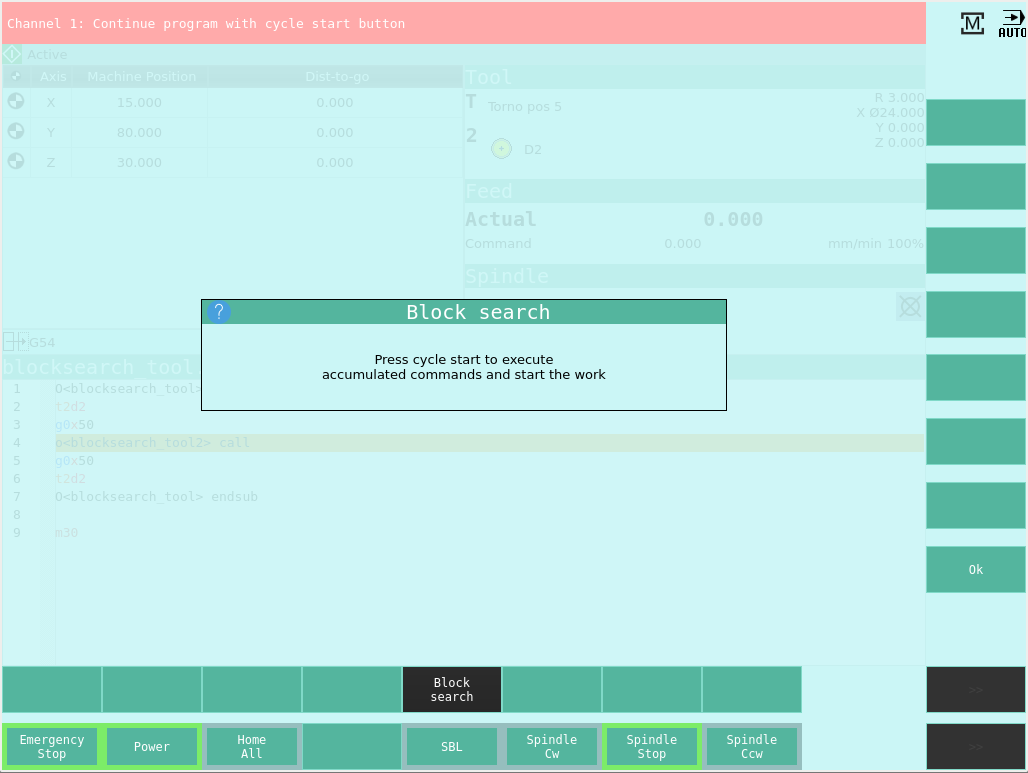 Channel 1: Continue program with cycle start button
M
AUTO
Active
Axis Machine Position Dist-to-go
X 15.000 0.000
Y 80.000 0.000
Z 30.000 0.000
Tool
T Torno pos 5
R 3.000
X Ø24.000
Y 0.000
Z 0.000
2 D2
Feed
Actual 0.000
Command 0.000 mm/min 100%
Spindle
? Block search
Press cycle start to execute
accumulated commands and start the work
G54
blocksearch_tool
1 O<blocksearch_tool>
2 t2d2
3 g0x50
4 o<blocksearch_tool2> call
5 g0x50
6 t2d2
7 O<blocksearch_tool> endsub
8
9 m30
Ok
Block
search
>>
Emergency
Stop
Power
Home
All
SBL
Spindle
Cw
Spindle
Stop
Spindle
Ccw
>>